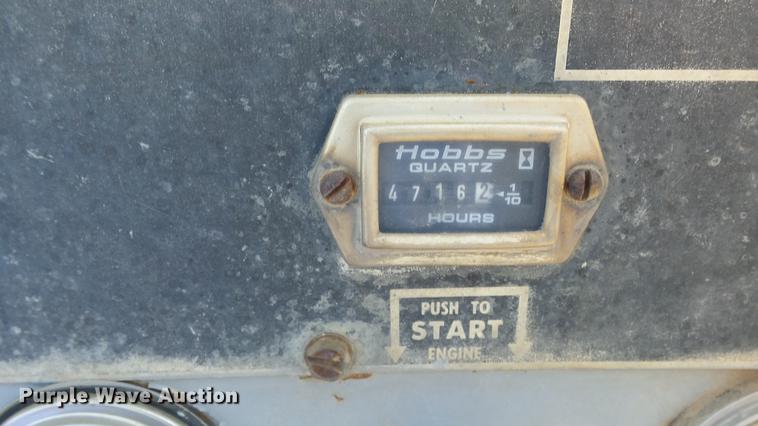 Hobbs
QUARTZ
4 7 1 6 2 1/10
HOURS
PUSH TO
START
ENGINE
Purple Wave Auction